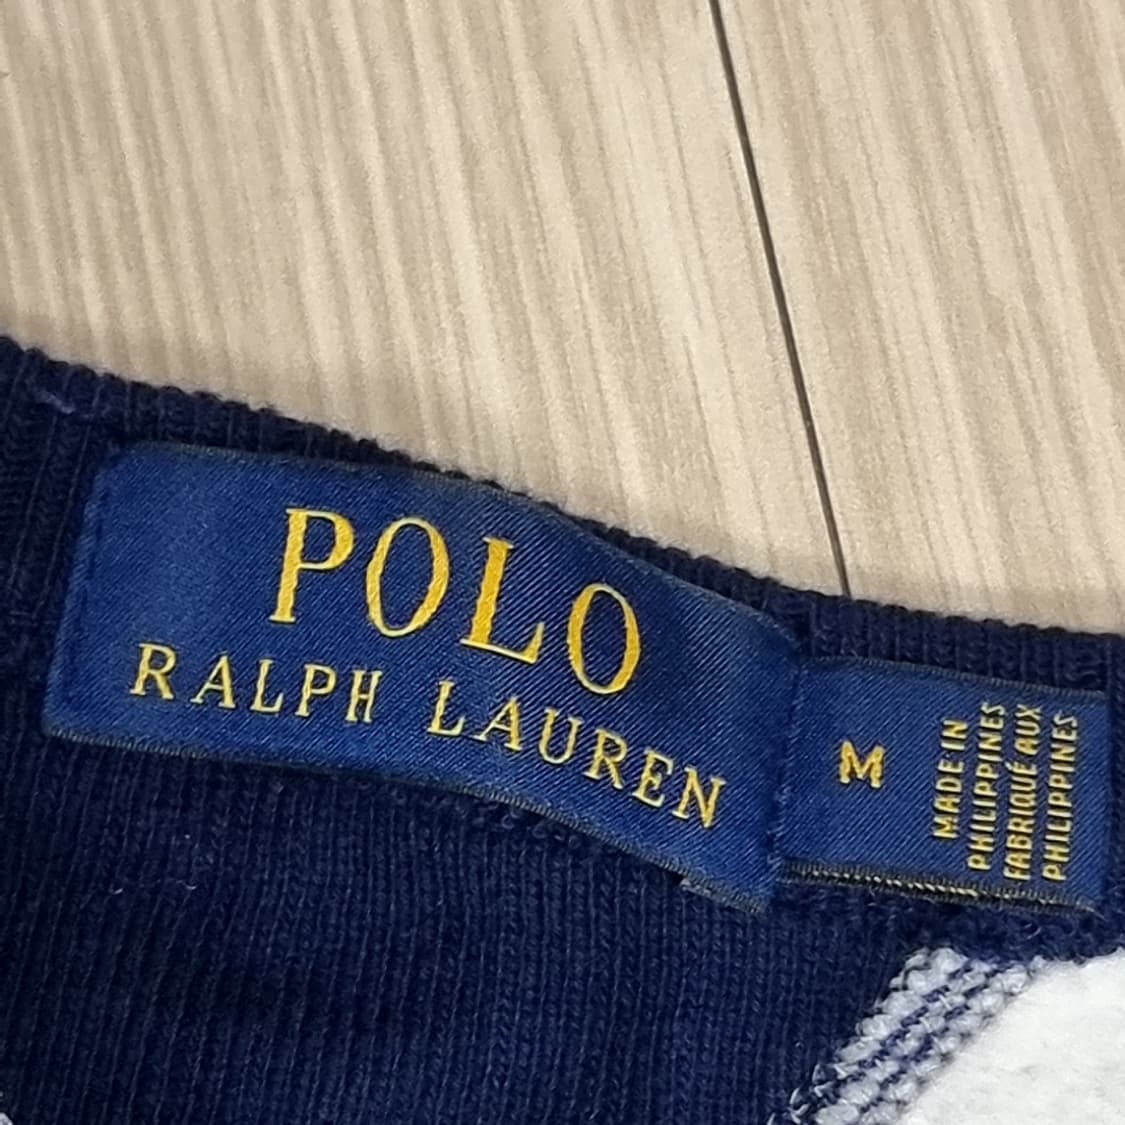 POLO
RALPH LAUREN
M
MADE IN
PHILIPPINES
FABRIQUÉ AUX
PHILIPPINES